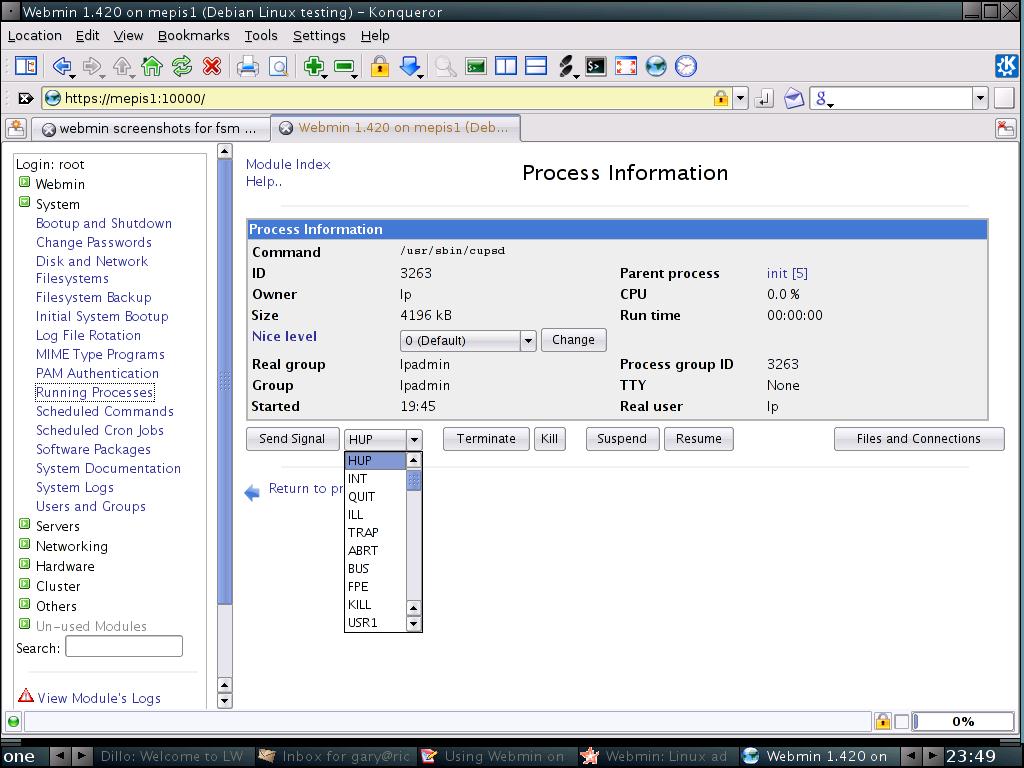 Webmin 1.420 on mepis1 (Debian Linux testing) – Konqueror
Location Edit View Bookmarks Tools Settings Help
https://mepis1:10000/
g
webmin screenshots for fsm ...
Webmin 1.420 on mepis1 (Deb...
Login: root
Webmin
System
Bootup and Shutdown
Change Passwords
Disk and Network
Filesystems
Filesystem Backup
Initial System Bootup
Log File Rotation
MIME Type Programs
PAM Authentication
Running Processes
Scheduled Commands
Scheduled Cron Jobs
Software Packages
System Documentation
System Logs
Users and Groups
Servers
Networking
Hardware
Cluster
Others
Un-used Modules
Search:
View Module's Logs
Module Index
Help..
Process Information
Process Information
Command /usr/sbin/cupsd
ID 3263 Parent process init [5]
Owner lp CPU 0.0 %
Size 4196 kB Run time 00:00:00
Nice level 0 (Default) Change
Real group lpadmin Process group ID 3263
Group lpadmin TTY None
Started 19:45 Real user lp
Send Signal HUP Terminate Kill Suspend Resume Files and Connections
HUP
INT
QUIT
ILL
TRAP
ABRT
BUS
FPE
KILL
USR1
Return to pr
0%
one Dillo: Welcome to LW Inbox for gary@ric Using Webmin on Webmin: Linux ad Webmin 1.420 on 23:49